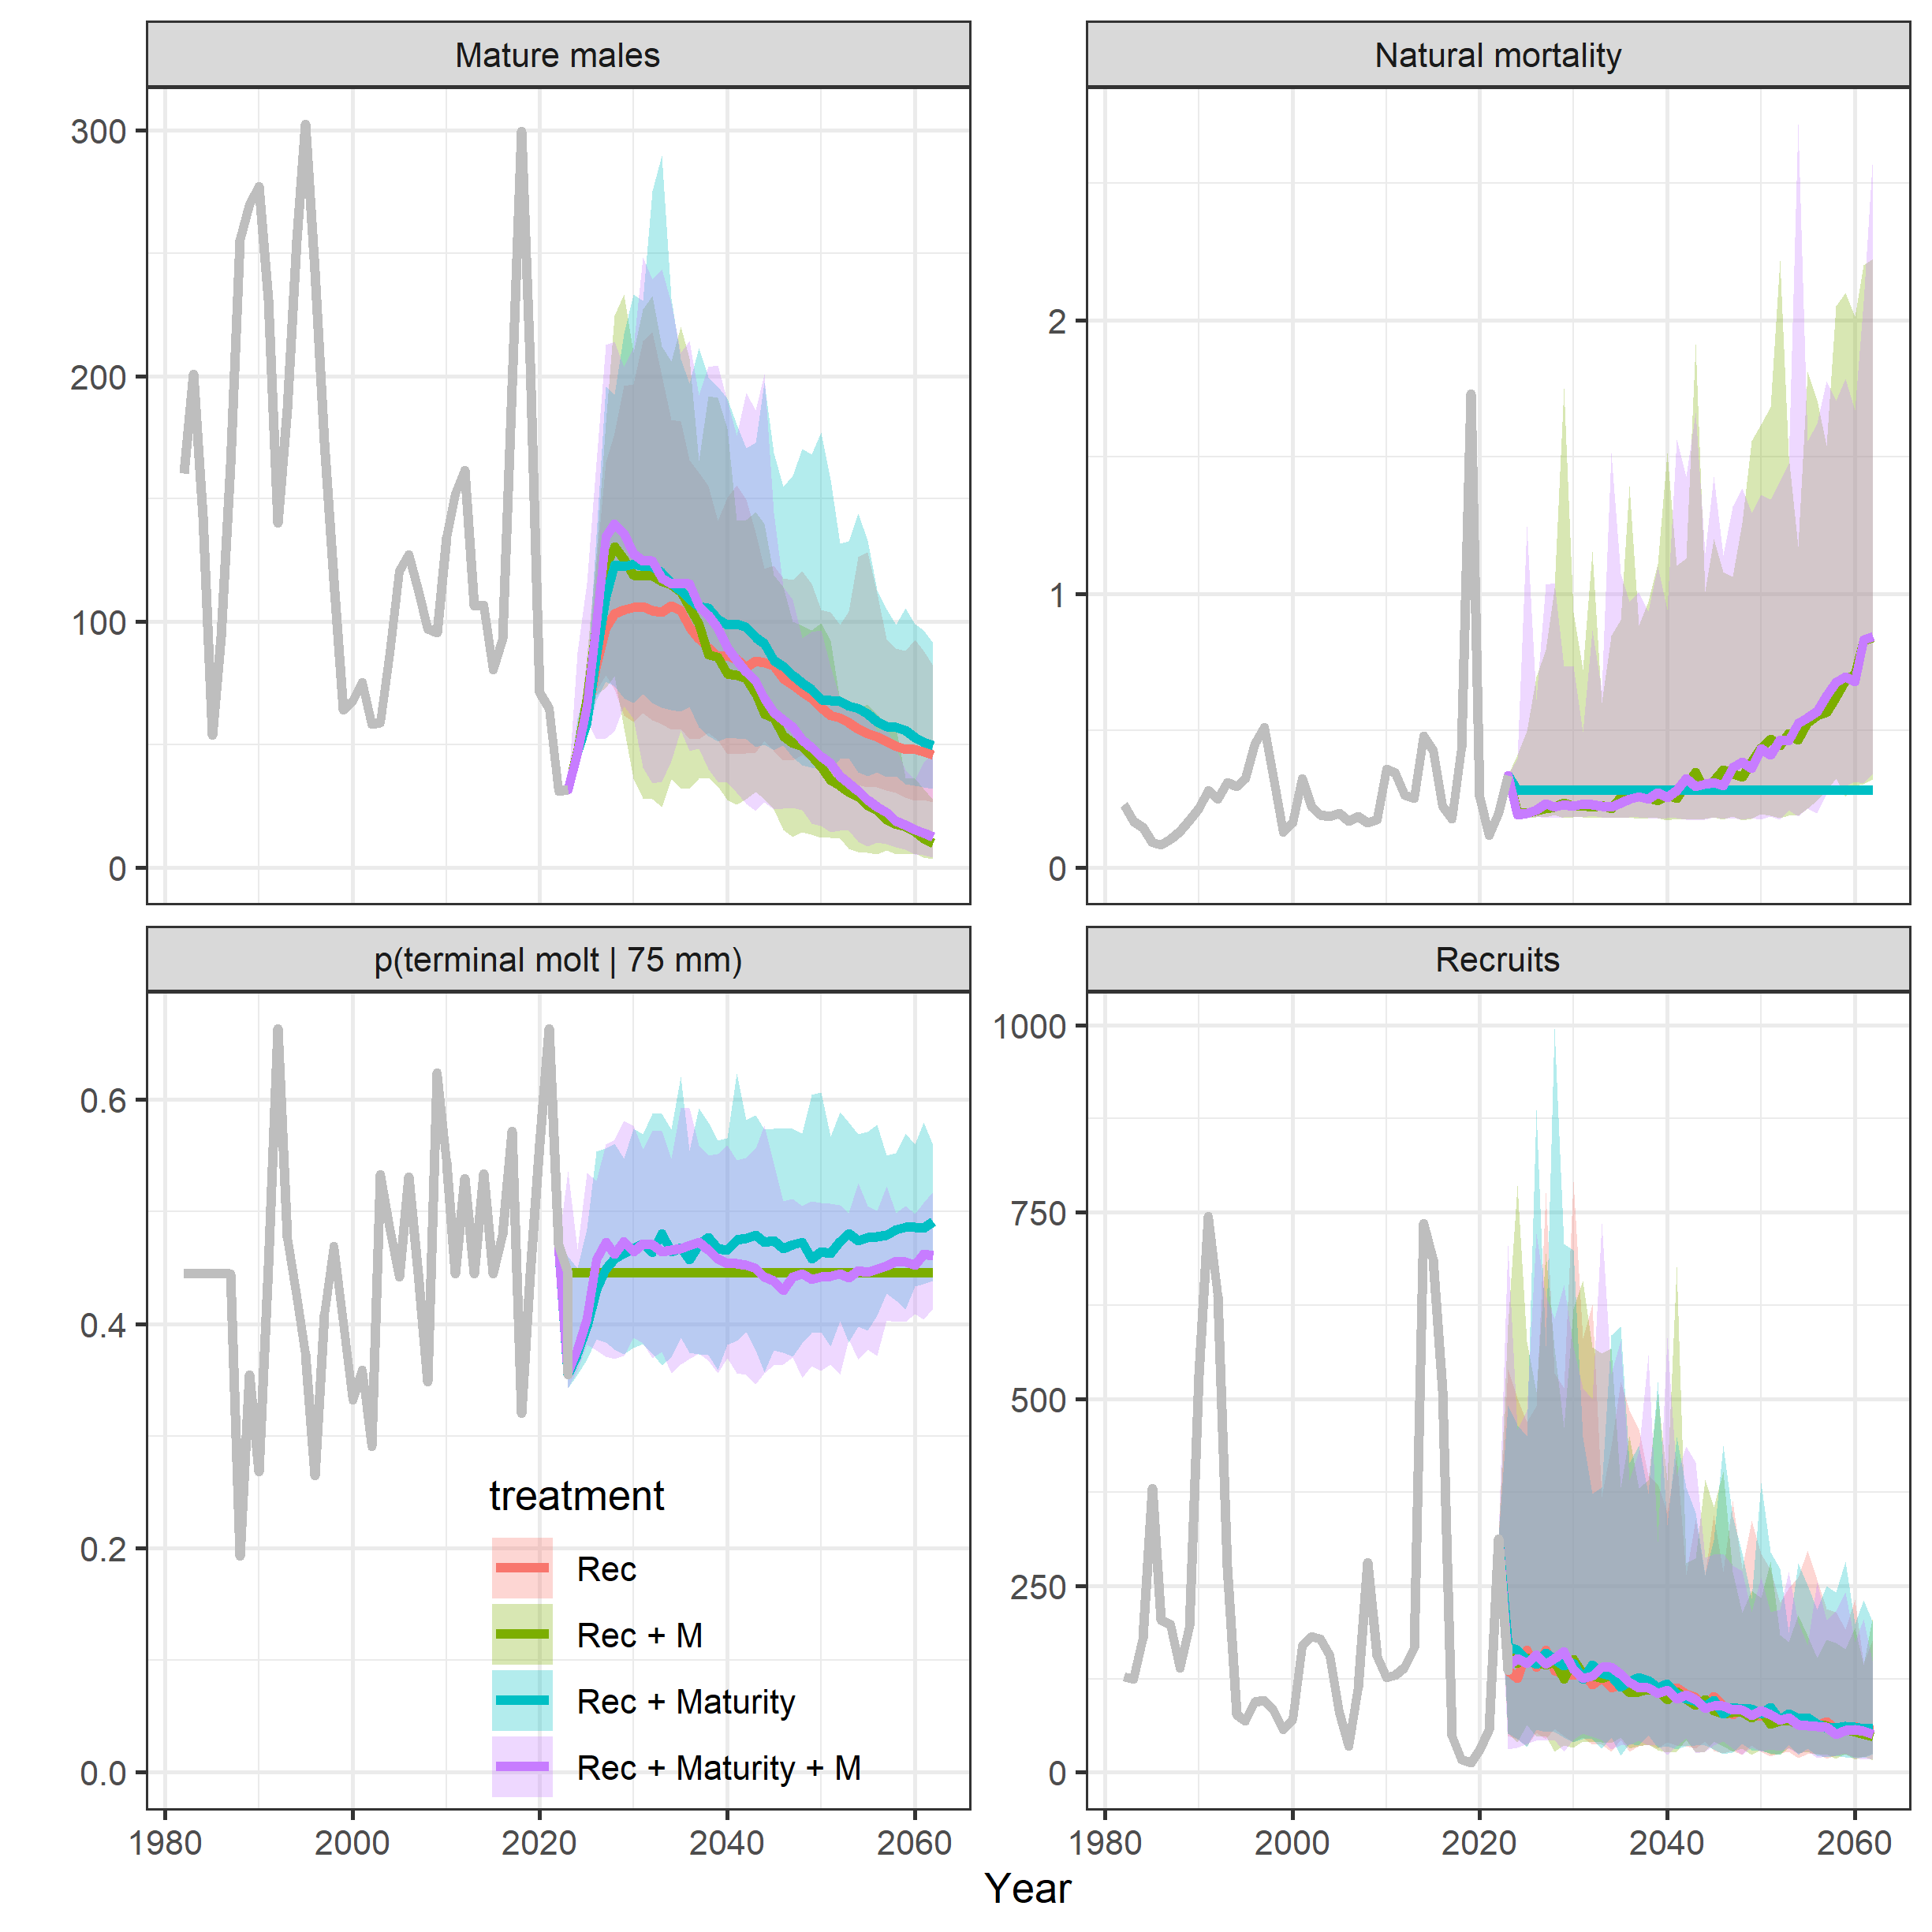 Mature males
Natural mortality
300
200
100
0
2
1
0
p(terminal molt | 75 mm)
Recruits
0.6
0.4
0.2
0.0
1000
750
500
250
0
treatment
Rec
Rec + M
Rec + Maturity
Rec + Maturity + M
1980 2000 2020 2040 2060
1980 2000 2020 2040 2060
Year